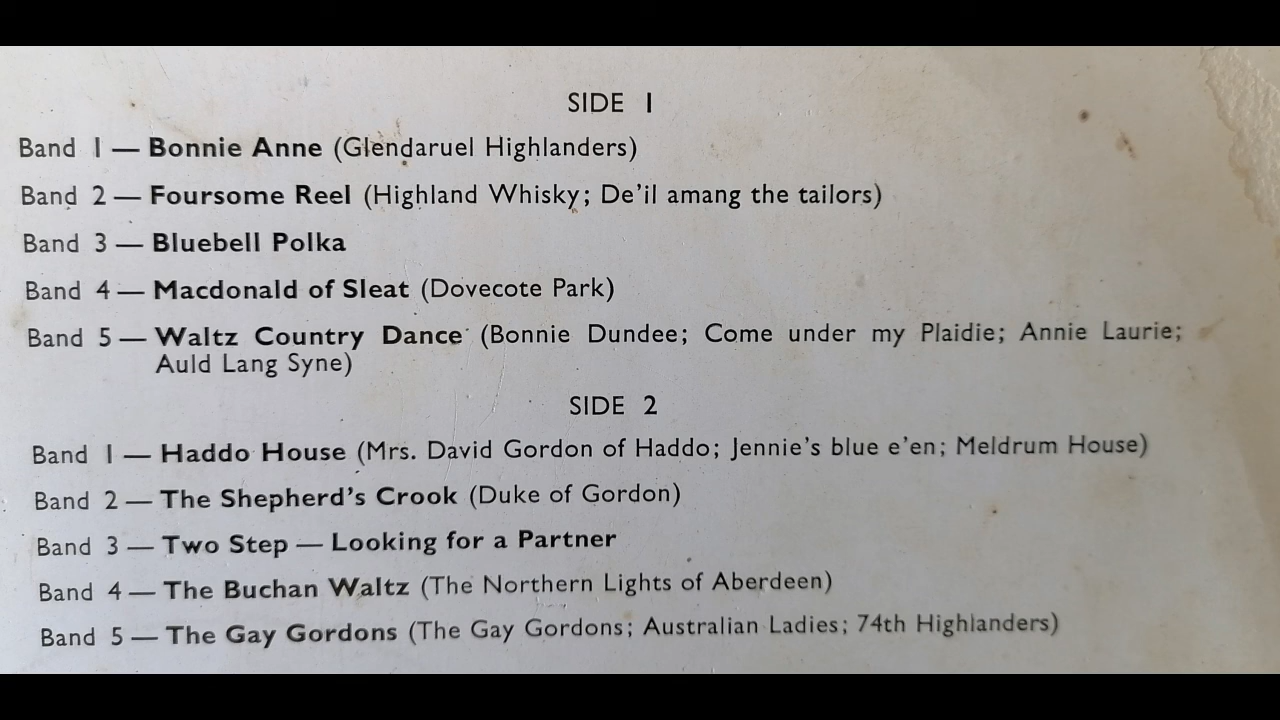 SIDE 1
Band 1 — Bonnie Anne (Glendaruel Highlanders)
Band 2 — Foursome Reel (Highland Whisky; De'il amang the tailors)
Band 3 — Bluebell Polka
Band 4 — Macdonald of Sleat (Dovecote Park)
Band 5 — Waltz Country Dance (Bonnie Dundee; Come under my Plaidie; Annie Laurie;
Auld Lang Syne)
SIDE 2
Band 1 — Haddo House (Mrs. David Gordon of Haddo; Jennie's blue e'en; Meldrum House)
Band 2 — The Shepherd's Crook (Duke of Gordon)
Band 3 — Two Step — Looking for a Partner
Band 4 — The Buchan Waltz (The Northern Lights of Aberdeen)
Band 5 — The Gay Gordons (The Gay Gordons; Australian Ladies; 74th Highlanders)